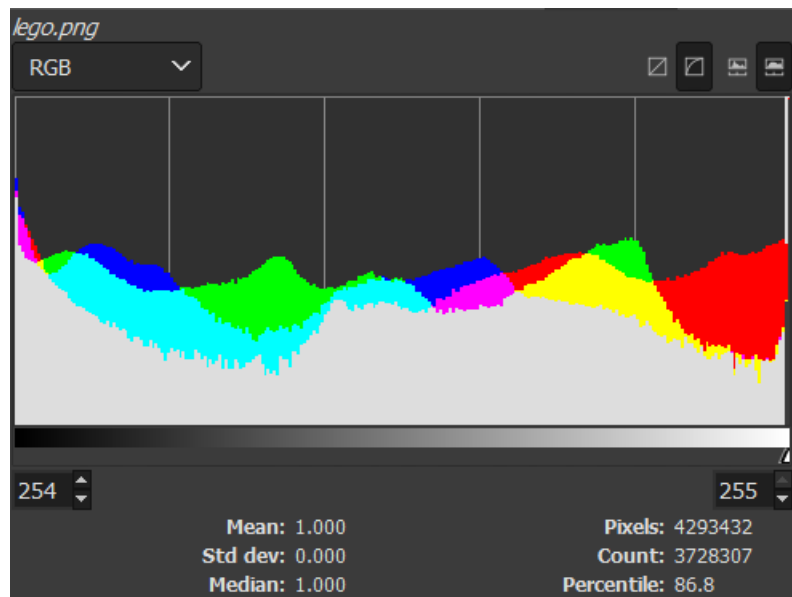 lego.png
RGB
254 255
Mean: 1.000 Pixels: 4293432
Std dev: 0.000 Count: 3728307
Median: 1.000 Percentile: 86.8